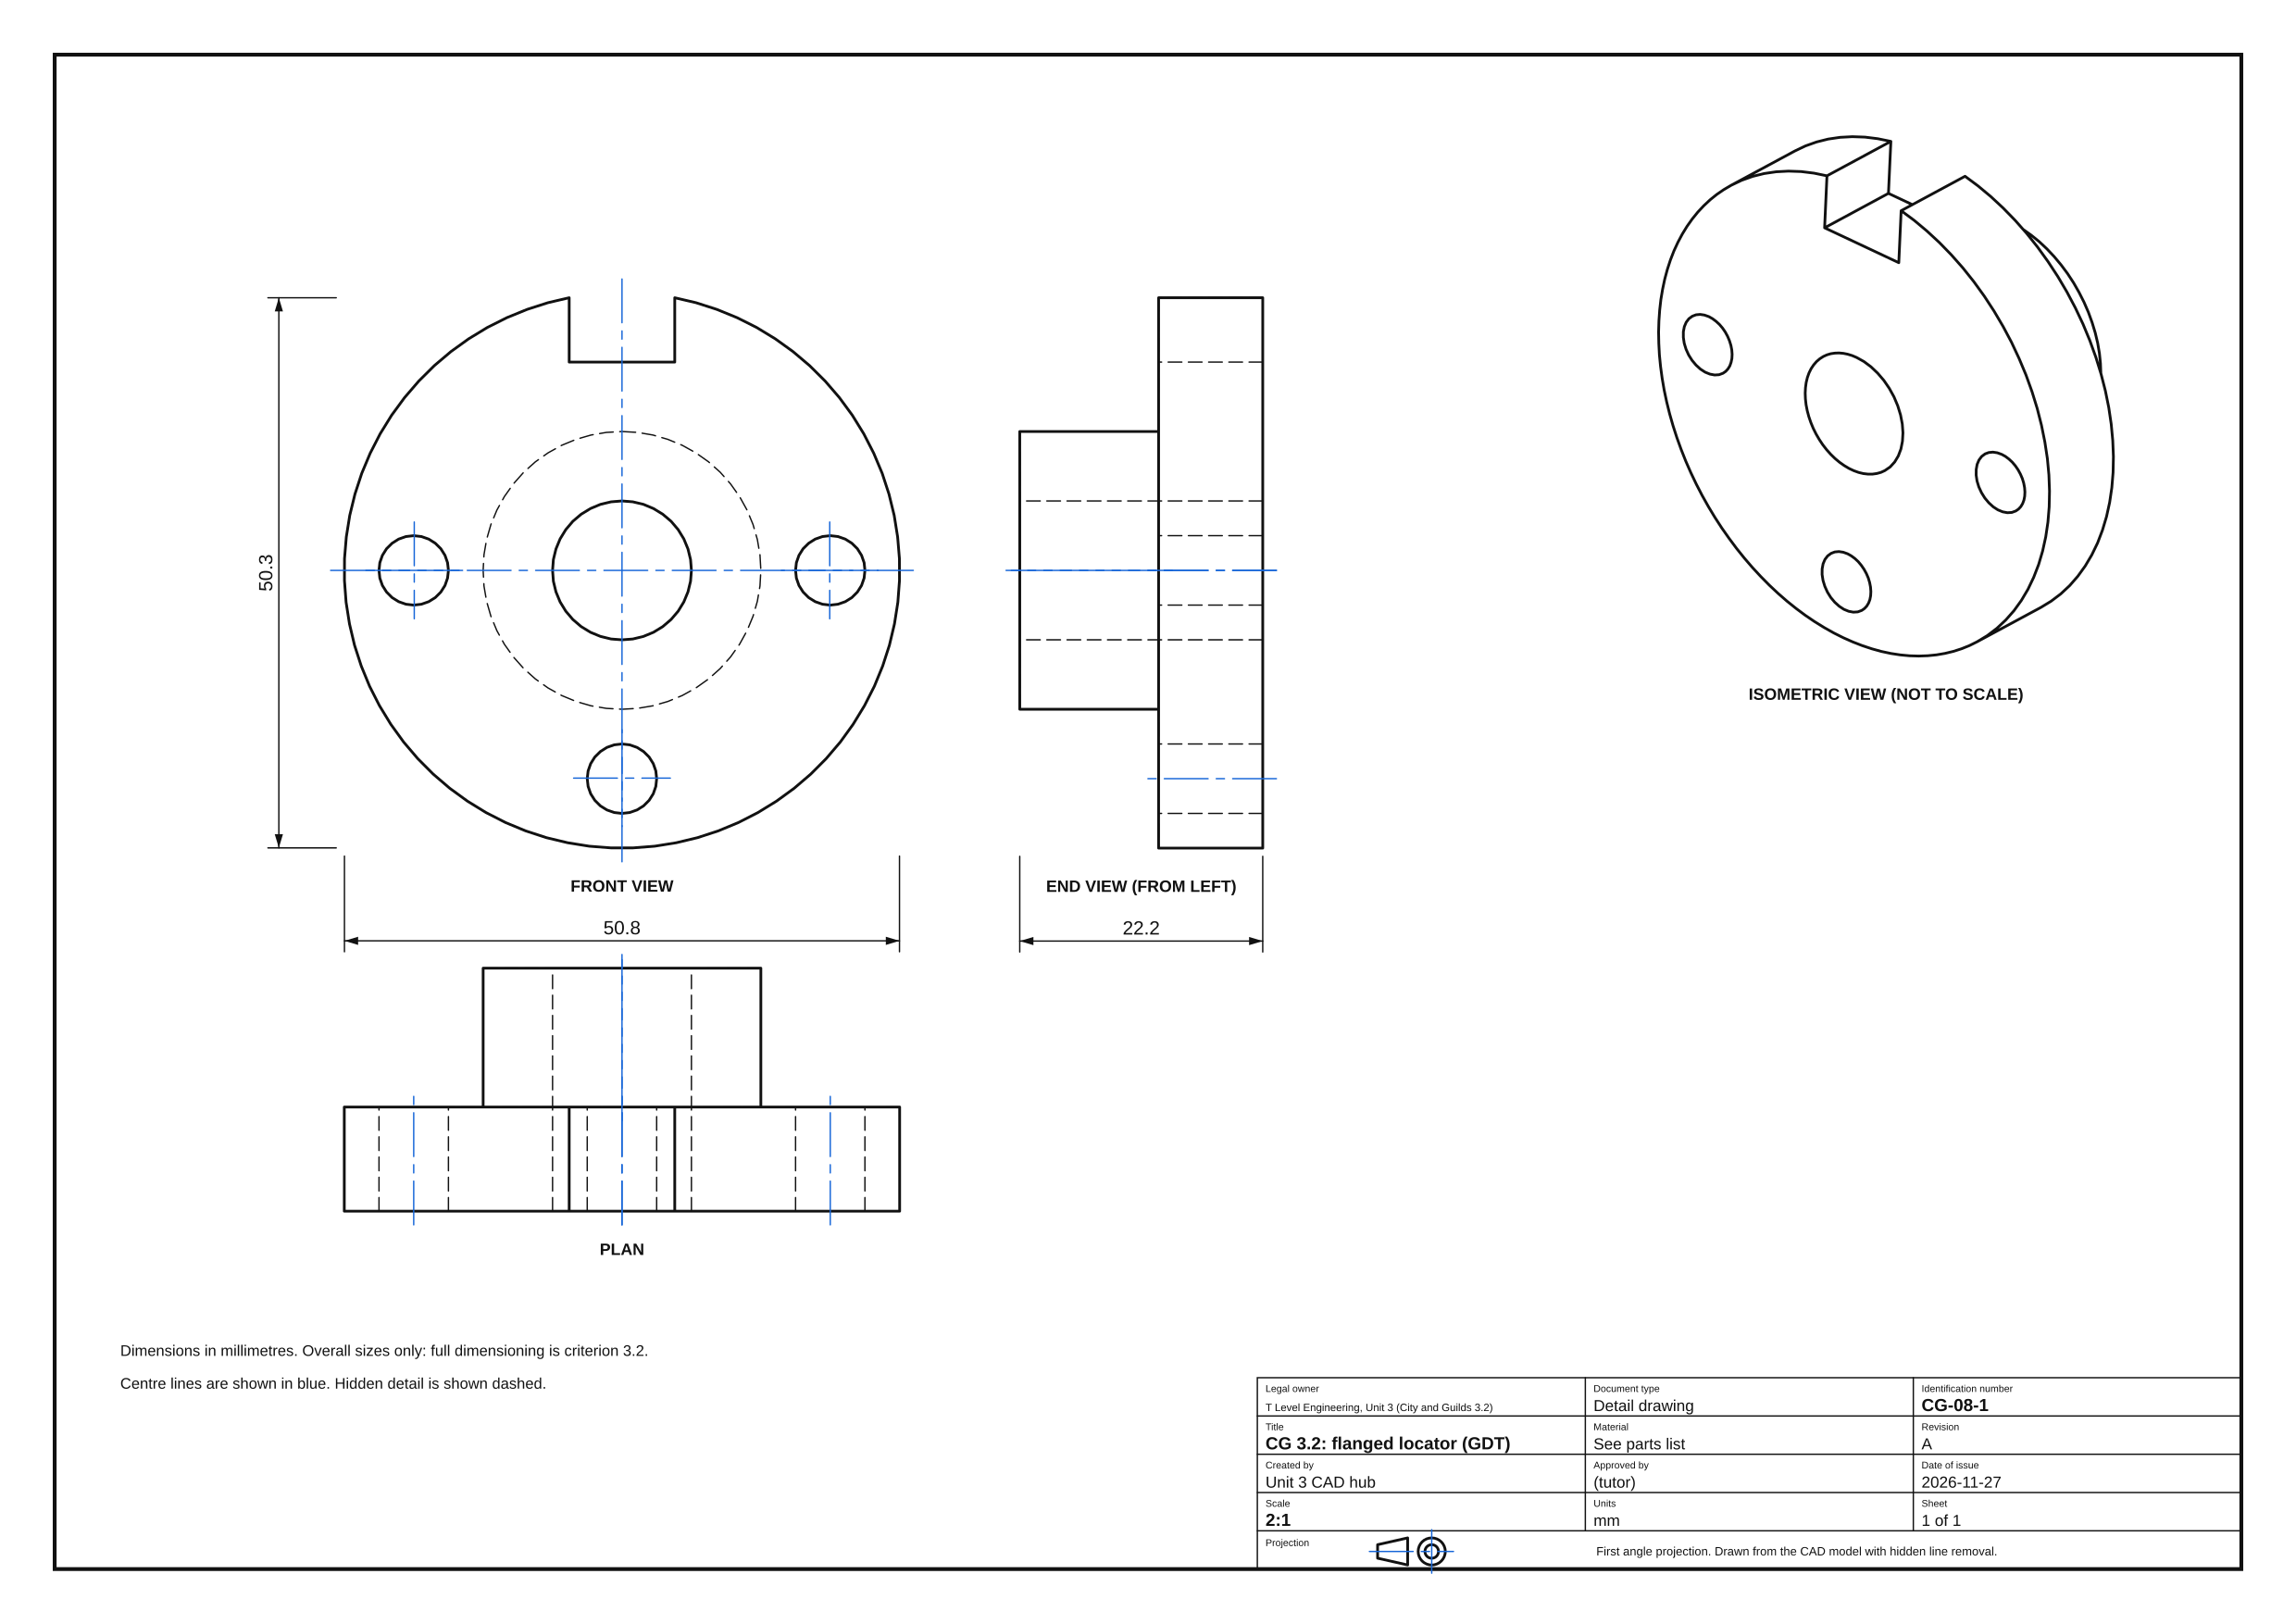 50.3
FRONT VIEW
END VIEW (FROM LEFT)
ISOMETRIC VIEW (NOT TO SCALE)
50.8
22.2
PLAN
Dimensions in millimetres. Overall sizes only: full dimensioning is criterion 3.2.
Centre lines are shown in blue. Hidden detail is shown dashed.
Legal owner
T Level Engineering, Unit 3 (City and Guilds 3.2)
Document type
Detail drawing
Identification number
CG-08-1
Title
CG 3.2: flanged locator (GDT)
Material
See parts list
Revision
A
Created by
Unit 3 CAD hub
Approved by
(tutor)
Date of issue
2026-11-27
Scale
2:1
Units
mm
Sheet
1 of 1
Projection
First angle projection. Drawn from the CAD model with hidden line removal.